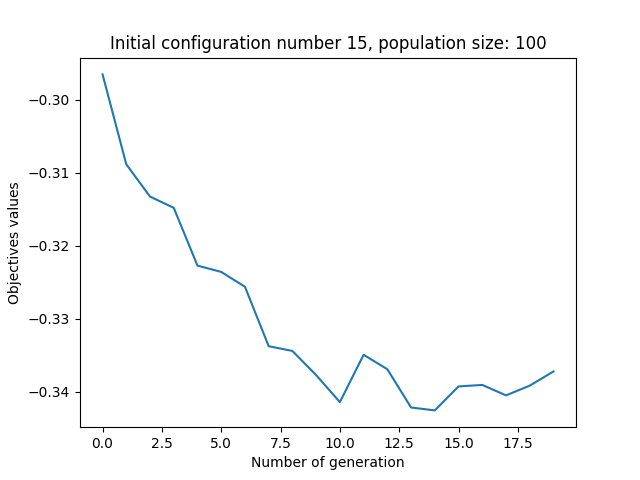 Initial configuration number 15, population size: 100
Objectives values
−0.30
−0.31
−0.32
−0.33
−0.34
0.0 2.5 5.0 7.5 10.0 12.5 15.0 17.5
Number of generation